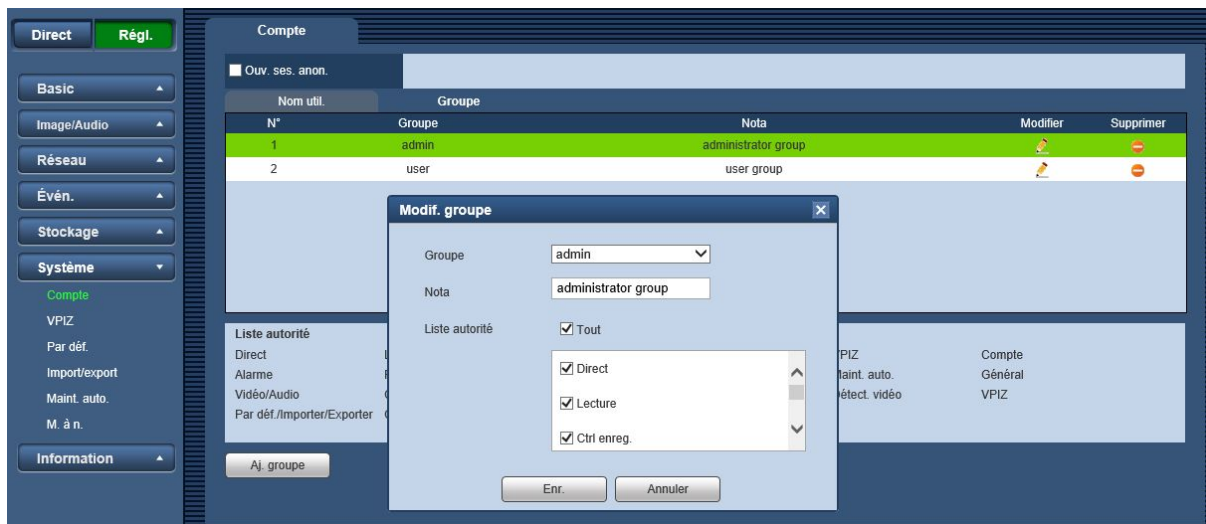 Direct Régl.
Basic
Image/Audio
Réseau
Évén.
Stockage
Système
Compte
VPIZ
Par déf.
Import/export
Maint. auto.
M. à n.
Information
Compte
Ouv. ses. anon.
Nom util. Groupe
N° Groupe Nota Modifier Supprimer
1 admin administrator group
2 user user group
Modif. groupe
Groupe admin
Nota administrator group
Liste autorité Tout
Direct
Lecture
Ctrl enreg.
Enr. Annuler
Liste autorité
Direct Compte
Alarme Maint. auto. Général
Vidéo/Audio Détect. vidéo VPIZ
Par déf./Importer/Exporter
Aj. groupe